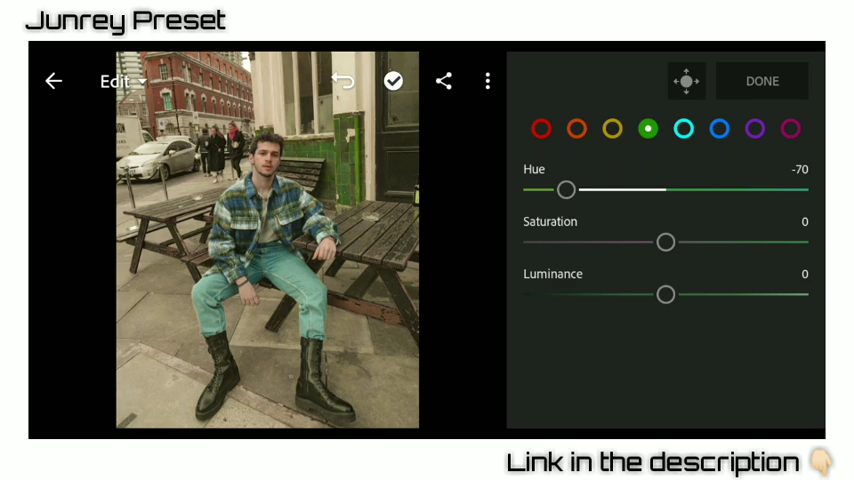 Junrey Preset
Edit
DONE
Hue -70
Saturation 0
Luminance 0
Link in the description 👇🏼